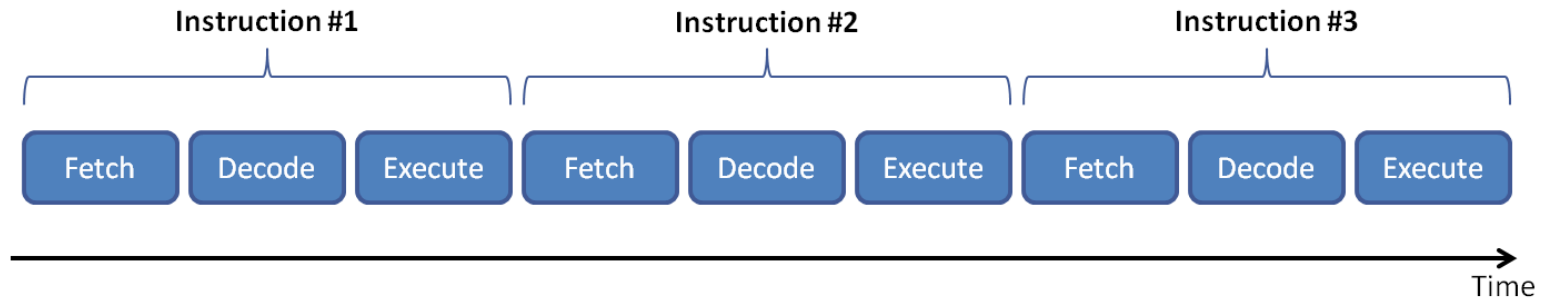 Instruction #1 Instruction #2 Instruction #3
Fetch Decode Execute Fetch Decode Execute Fetch Decode Execute
Time